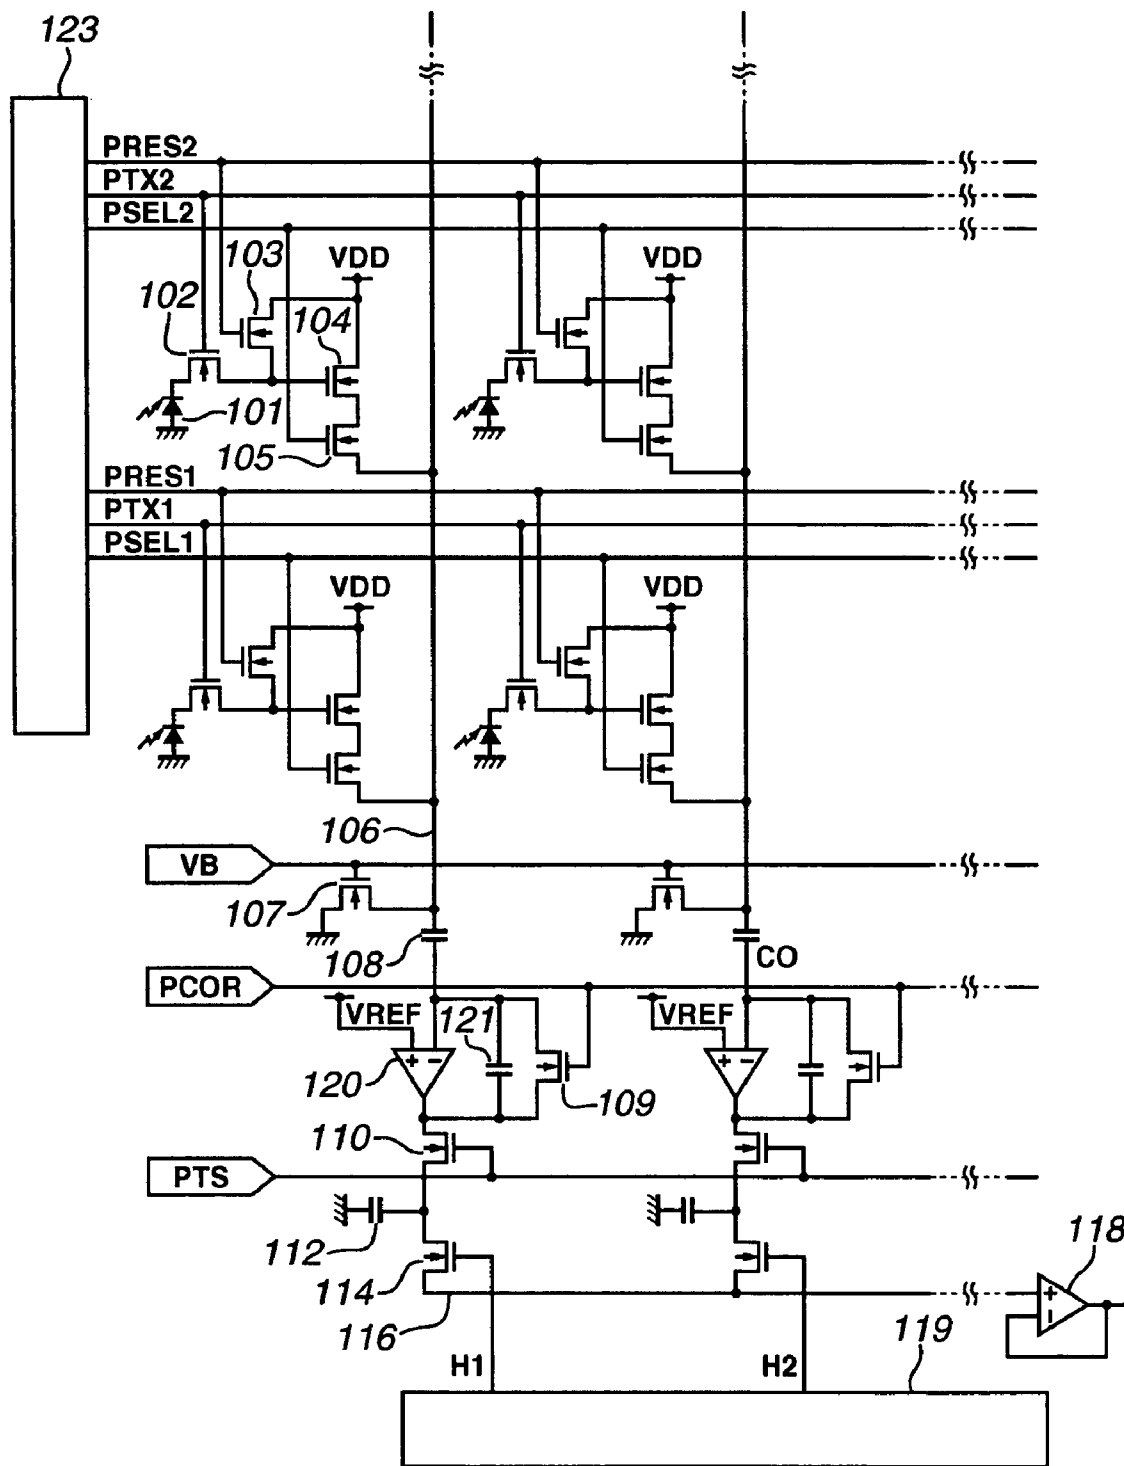 123
PRES2
PTX2
PSEL2
103
VDD
VDD
102
104
101
105
PRES1
PTX1
PSEL1
VDD
VDD
106
VB
107
108
CO
PCOR
VREF
121
VREF
+ −
+ −
120
109
110
PTS
112
118
114
+
−
116
119
H1
H2